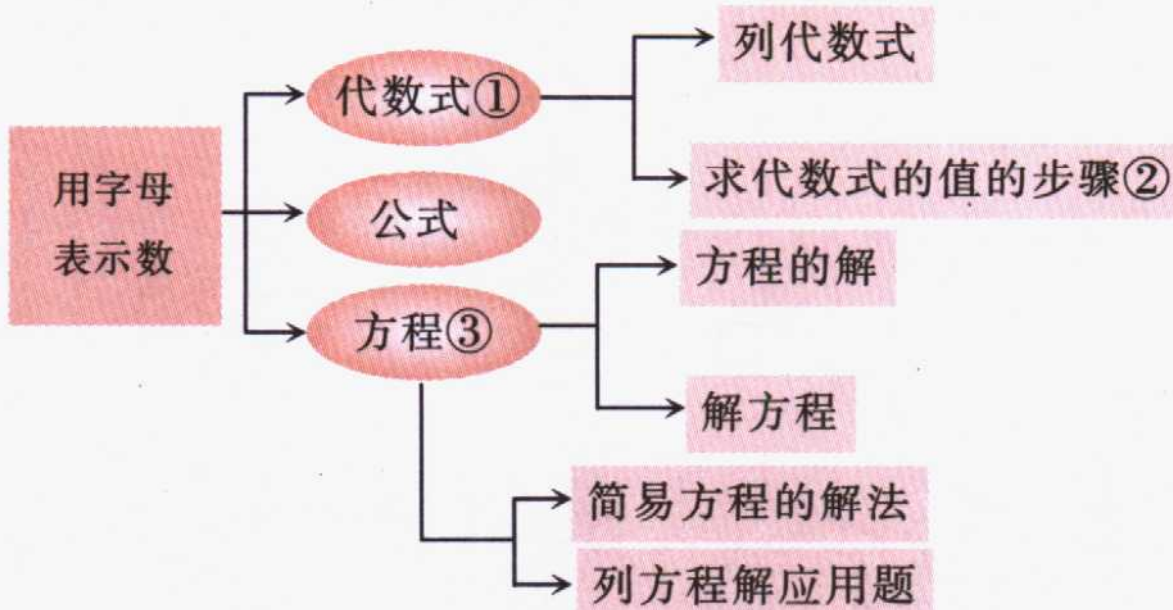 用字母
表示数
代数式①
列代数式
求代数式的值的步骤②
公式
方程③
方程的解
解方程
简易方程的解法
列方程解应用题